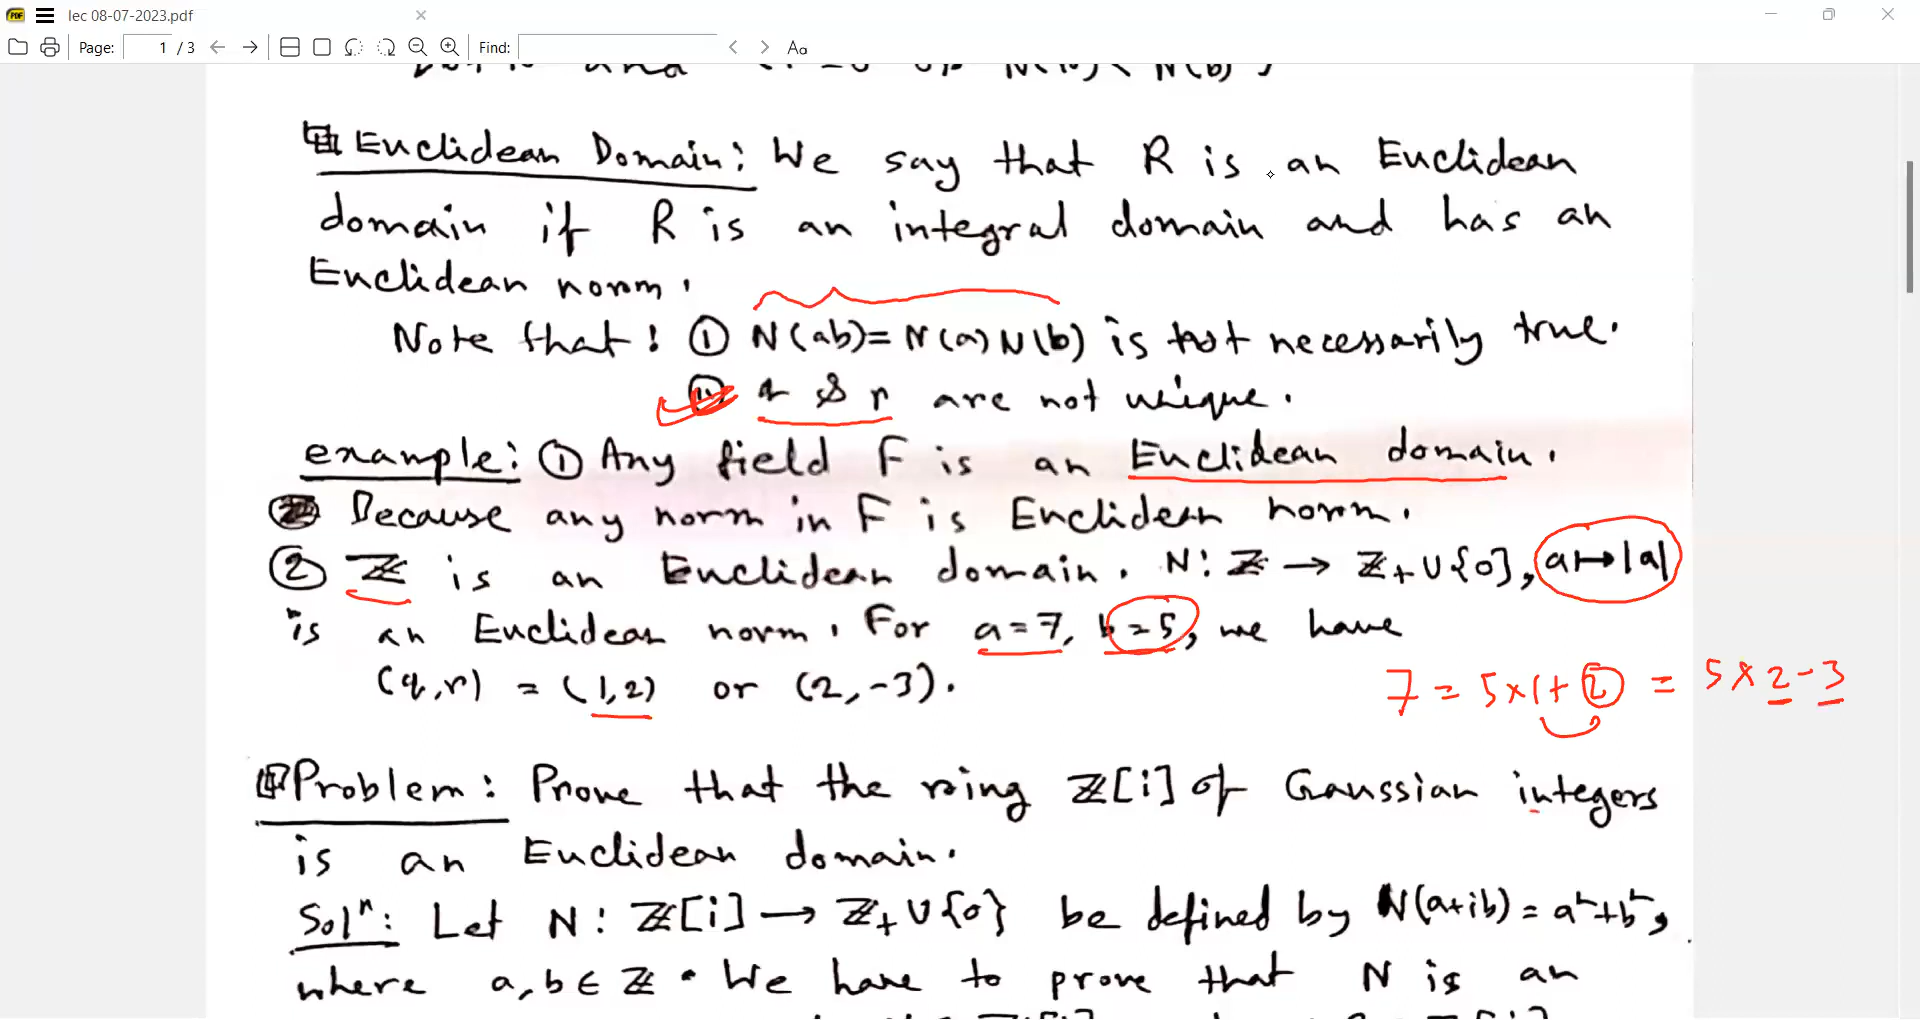 lec 08-07-2023.pdf
Page: 1 / 3 Find: Aa
and N(b)
Euclidean Domain: We say that R is an Euclidean
domain if R is an integral domain and has an
Euclidean norm.
Note that: ① N(ab)= N(a) N(b) is not necessarily true.
q & r are not unique.
example: ① Any field F is an Euclidean domain.
Because any norm in F is Euclidean norm.
② ℤ is an Euclidean domain. N: ℤ → ℤ₊ ∪ {0}, a ↦ |a|
is an Euclidean norm. For a = 7, b = 5, we have
(q,r) = (1,2) or (2,-3).
7 = 5×1+2 = 5×2-3
Problem: Prove that the ring ℤ[i] of Gaussian integers
is an Euclidean domain.
Solⁿ: Let N: ℤ[i] → ℤ₊ ∪ {0} be defined by N(a+ib) = a²+b²,
where a, b ∈ ℤ. We have to prove that N is an